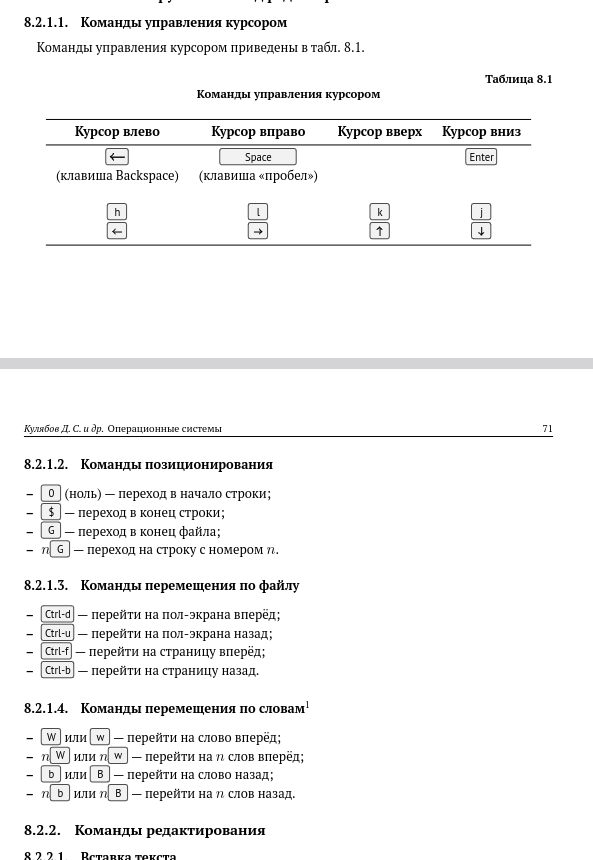 8.2.1.1. Команды управления курсором
Команды управления курсором приведены в табл. 8.1.
Таблица 8.1
Команды управления курсором
Курсор влево Курсор вправо Курсор вверх Курсор вниз
← Space Enter
(клавиша Backspace) (клавиша «пробел»)
h l k j
← → ↑ ↓
Кулябов Д. С. и др. Операционные системы 71
8.2.1.2. Команды позиционирования
– 0 (ноль) — переход в начало строки;
– $ — переход в конец строки;
– G — переход в конец файла;
– n G — переход на строку с номером n.
8.2.1.3. Команды перемещения по файлу
– Ctrl-d — перейти на пол-экрана вперёд;
– Ctrl-u — перейти на пол-экрана назад;
– Ctrl-f — перейти на страницу вперёд;
– Ctrl-b — перейти на страницу назад.
8.2.1.4. Команды перемещения по словам¹
– W или w — перейти на слово вперёд;
– n W или n w — перейти на n слов вперёд;
– b или B — перейти на слово назад;
– n b или n B — перейти на n слов назад.
8.2.2. Команды редактирования
8.2.2.1. Вставка текста